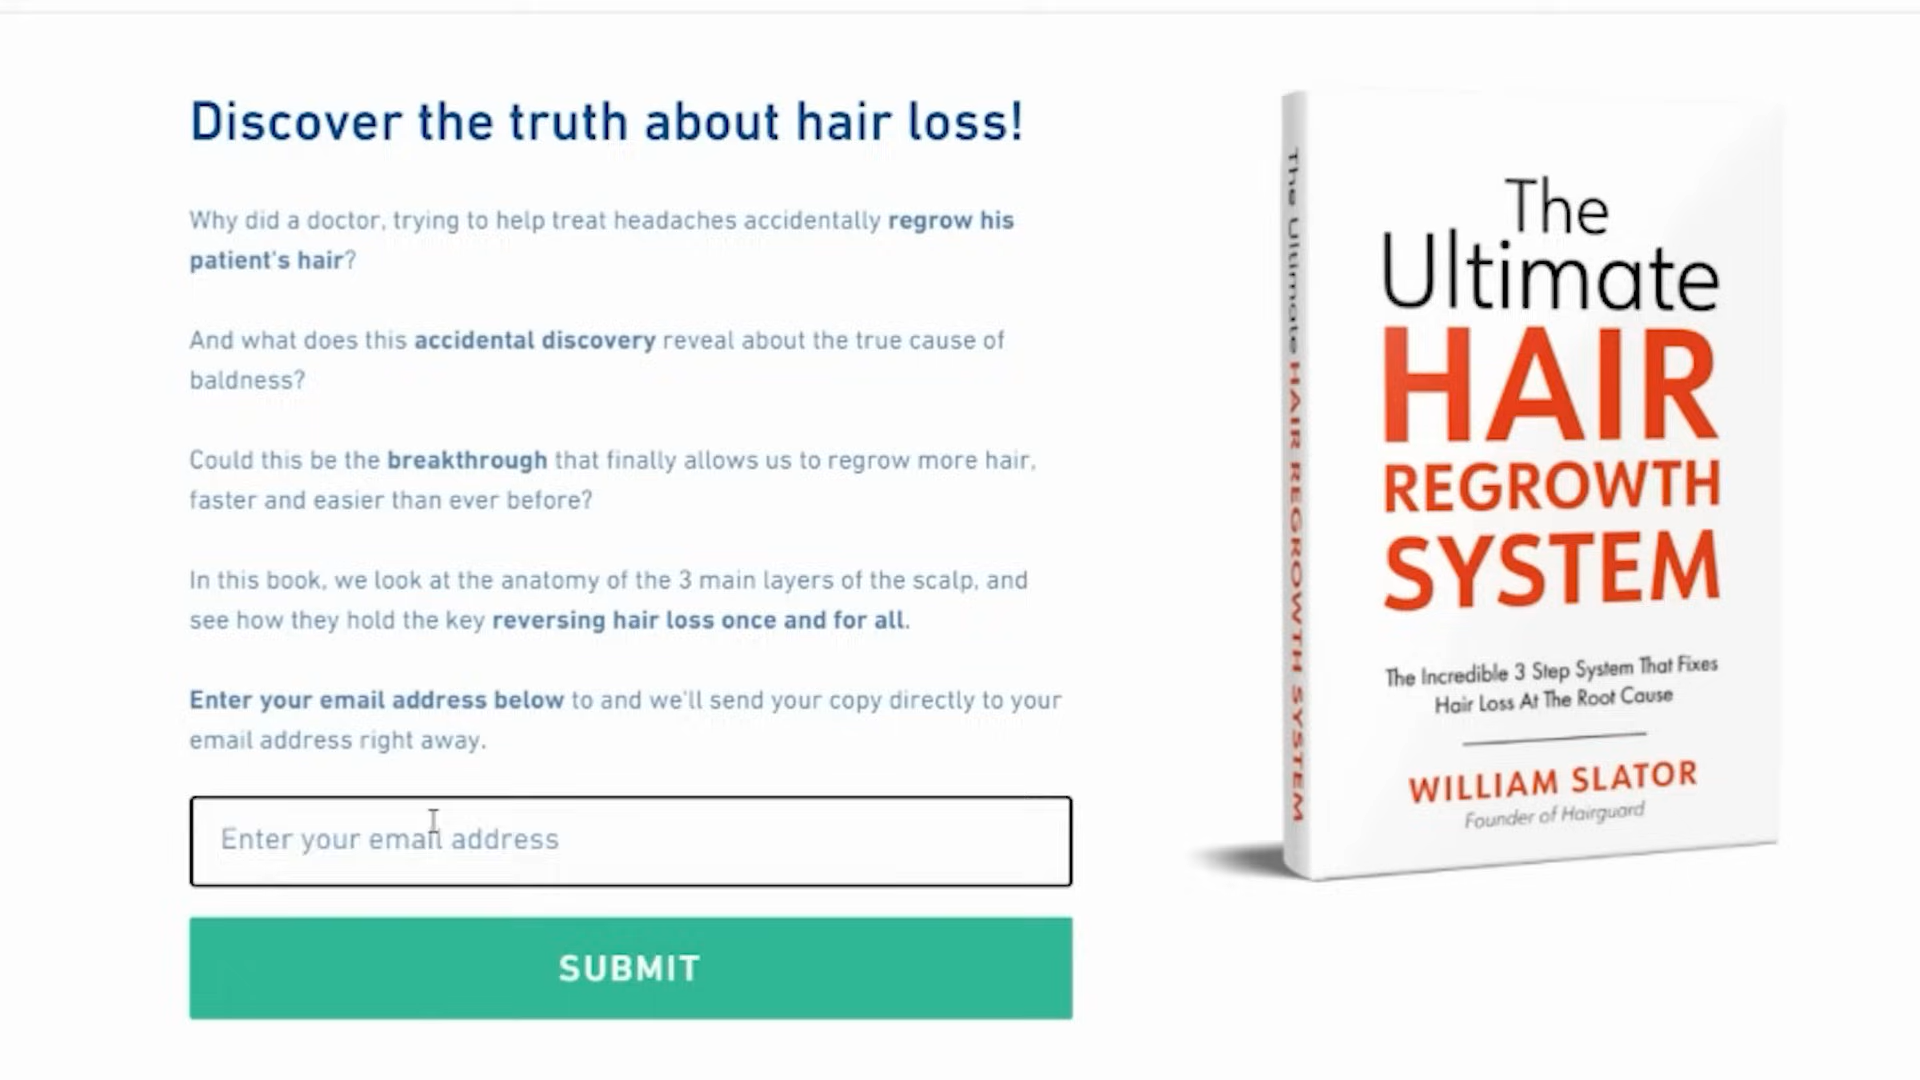 Discover the truth about hair loss!
Why did a doctor, trying to help treat headaches accidentally regrow his
patient's hair?
And what does this accidental discovery reveal about the true cause of
baldness?
Could this be the breakthrough that finally allows us to regrow more hair,
faster and easier than ever before?
In this book, we look at the anatomy of the 3 main layers of the scalp, and
see how they hold the key reversing hair loss once and for all.
Enter your email address below to and we'll send your copy directly to your
email address right away.
Enter your email address
SUBMIT
The Ultimate HAIR REGROWTH SYSTEM
The
Ultimate
HAIR
REGROWTH
SYSTEM
The Incredible 3 Step System That Fixes
Hair Loss At The Root Cause
WILLIAM SLATOR
Founder of Hairguard